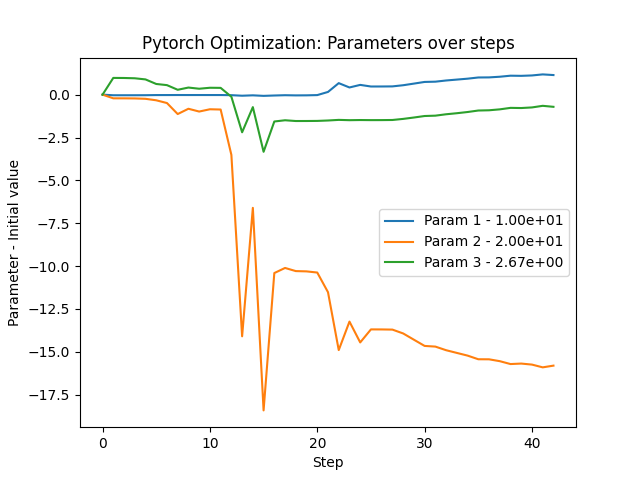 Pytorch Optimization: Parameters over steps
Parameter - Initial value
0.0
−2.5
−5.0
−7.5
−10.0
−12.5
−15.0
−17.5
Param 1 - 1.00e+01
Param 2 - 2.00e+01
Param 3 - 2.67e+00
0 10 20 30 40
Step